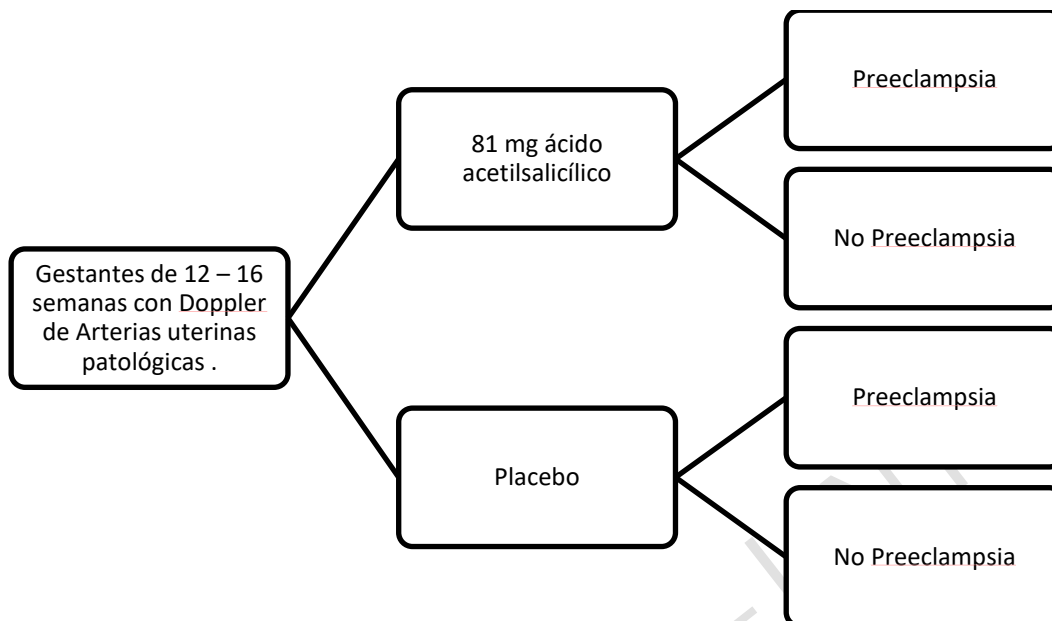 Preeclampsia
81 mg ácido
acetilsalicílico
No Preeclampsia
Gestantes de 12 – 16
semanas con Doppler
de Arterias uterinas
patológicas .
Preeclampsia
Placebo
No Preeclampsia